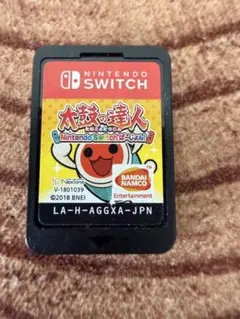 NINTENDO
SWITCH
太鼓の達人
Nintendo Switchば〜じょん!
NexTone
V-1801039
©2018 BNEI
BANDAI
NAMCO
Entertainment
LA-H-AGGXA-JPN